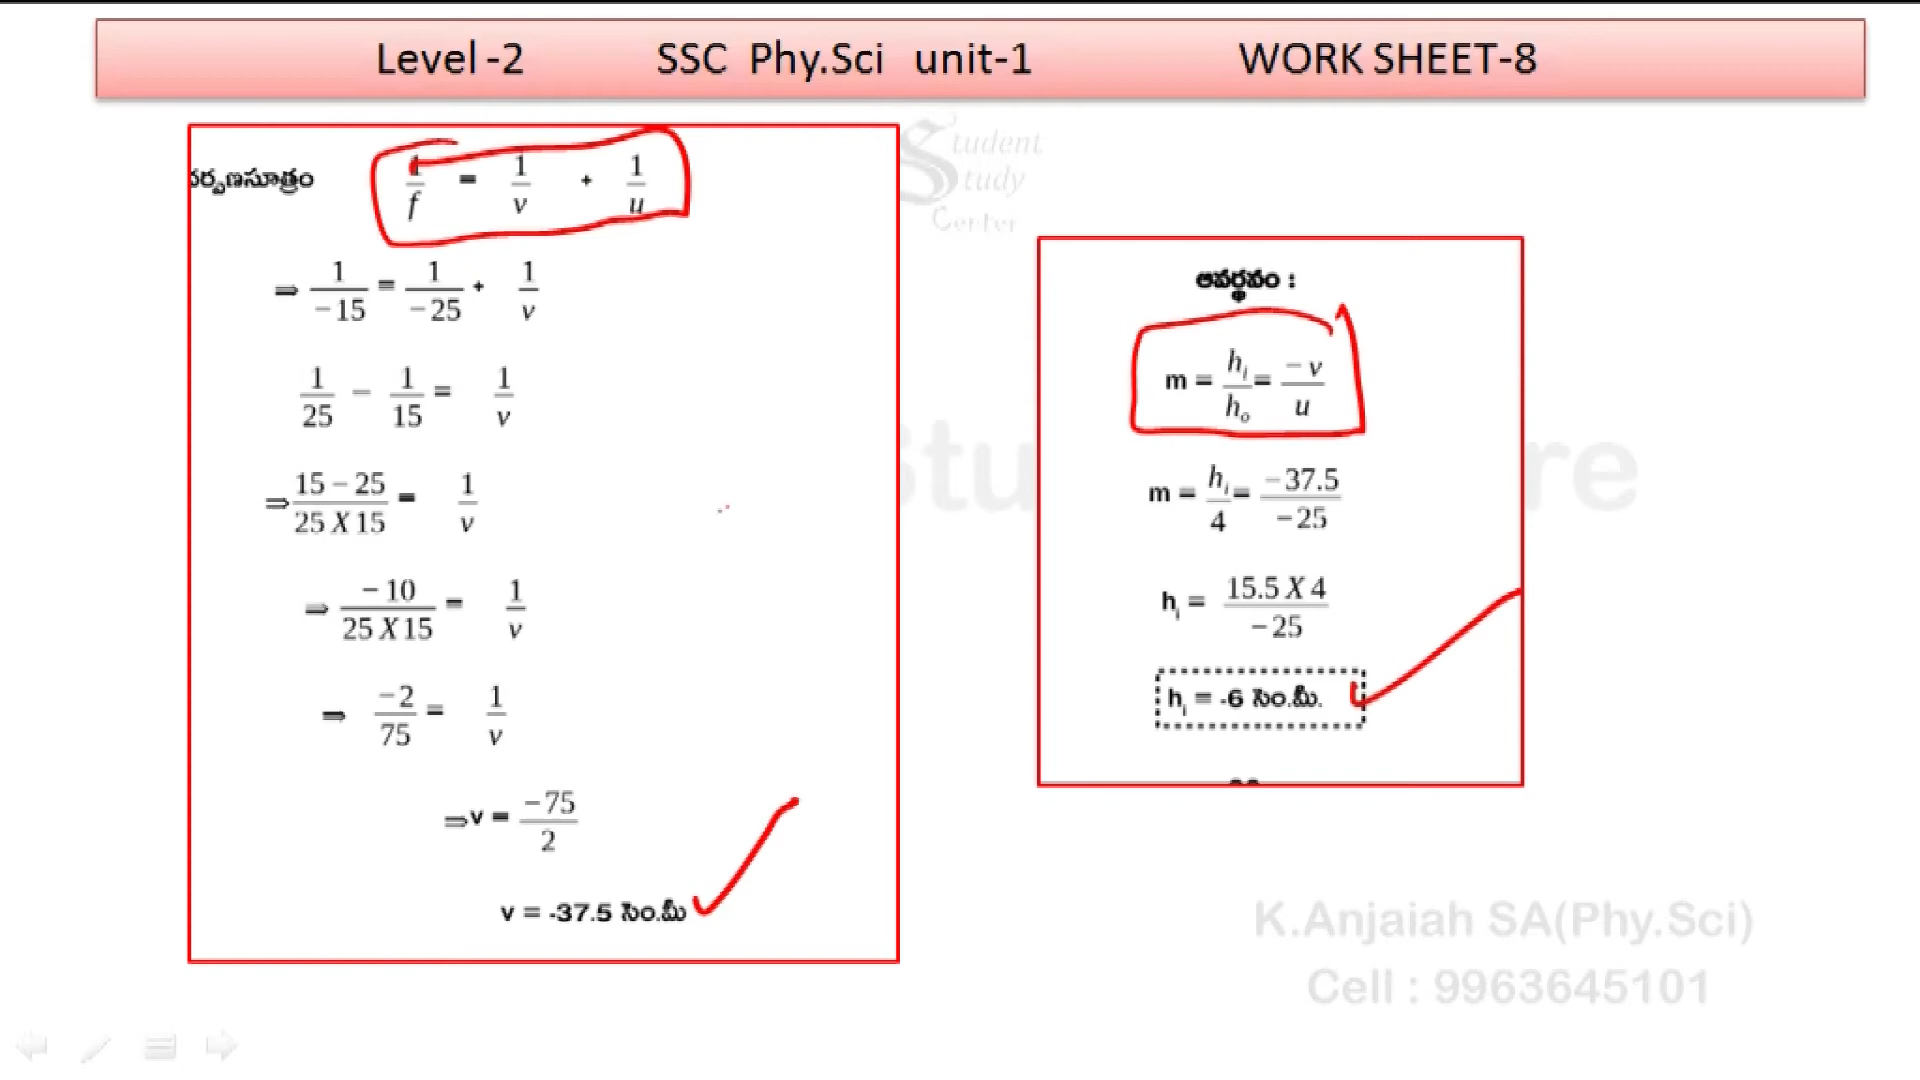 Level -2 SSC Phy.Sci unit-1 WORK SHEET-8
Student
Study
Center
దర్పణసూత్రం 1/f = 1/v + 1/u
⇒ 1/-15 = 1/-25 + 1/v
1/25 - 1/15 = 1/v
⇒ 15-25/25 X 15 = 1/v
⇒ -10/25 X 15 = 1/v
⇒ -2/75 = 1/v
⇒ v = -75/2
v = -37.5 సెం.మీ
ఆవర్ధనం :
m = hi/ho = -v/u
m = hi/4 = -37.5/-25
hi = 15.5 X 4/-25
hi = -6 సెం.మీ.
K.Anjaiah SA(Phy.Sci)
Cell : 9963645101